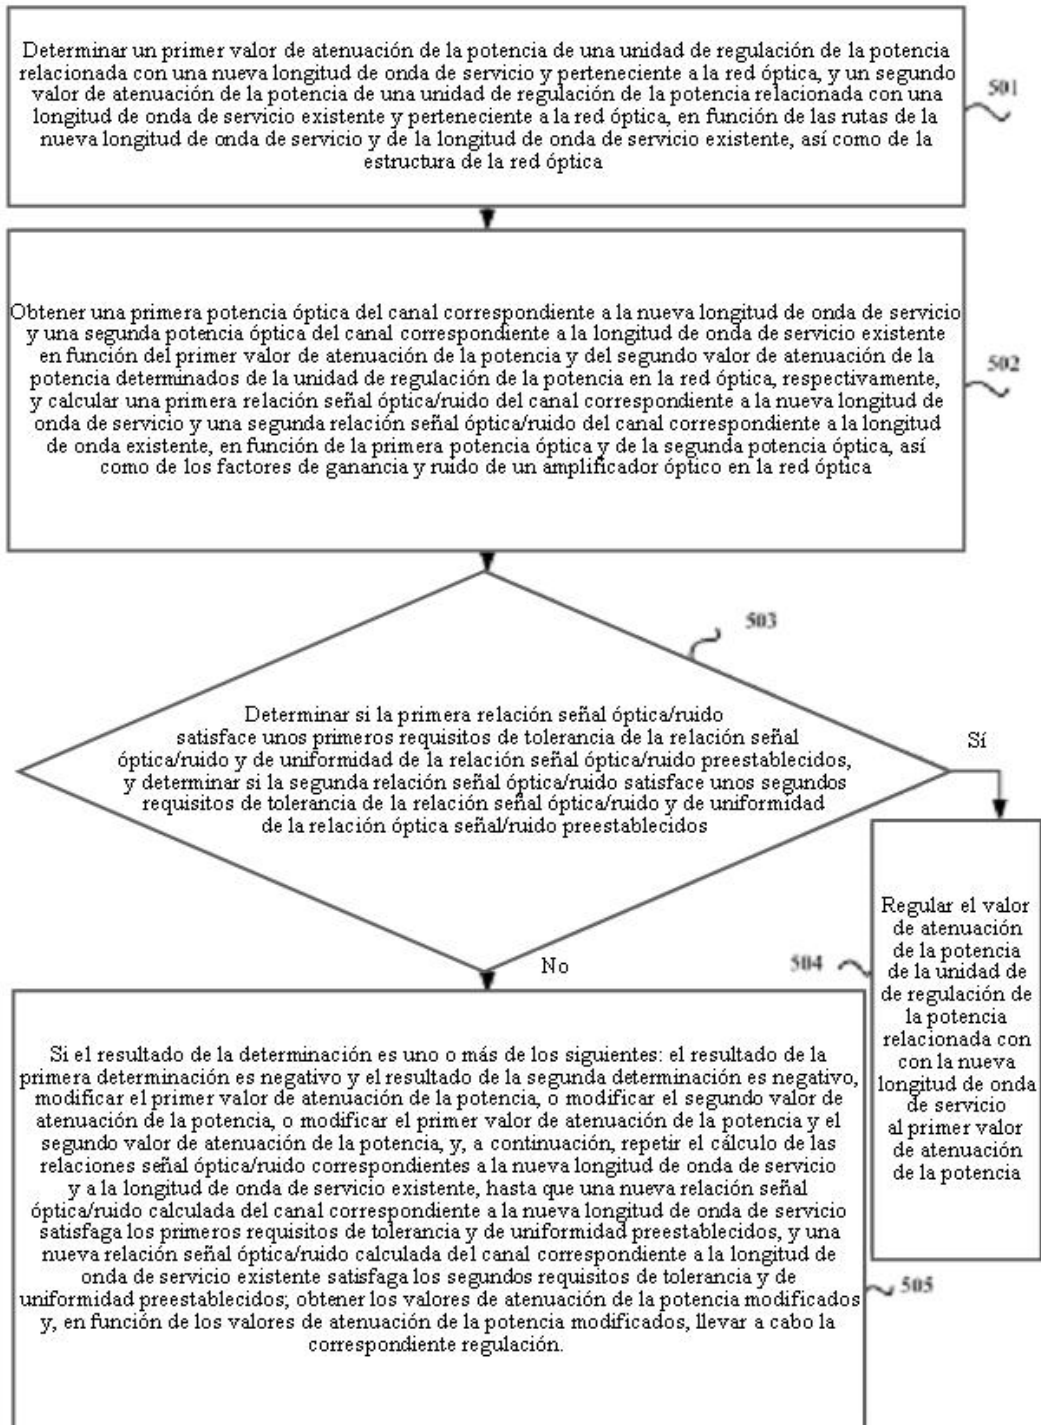 Determinar un primer valor de atenuación de la potencia de una unidad de regulación de la potencia
relacionada con una nueva longitud de onda de servicio y perteneciente a la red óptica, y un segundo
valor de atenuación de la potencia de una unidad de regulación de la potencia relacionada con una
longitud de onda de servicio existente y perteneciente a la red óptica, en función de las rutas de la
nueva longitud de onda de servicio y de la longitud de onda de servicio existente, así como de la
estructura de la red óptica
501
Obtener una primera potencia óptica del canal correspondiente a la nueva longitud de onda de servicio
y una segunda potencia óptica del canal correspondiente a la longitud de onda de servicio existente
en función del primer valor de atenuación de la potencia y del segundo valor de atenuación de la
potencia determinados de la unidad de regulación de la potencia en la red óptica, respectivamente,
y calcular una primera relación señal óptica/ruido del canal correspondiente a la nueva longitud de
onda de servicio y una segunda relación señal óptica/ruido del canal correspondiente a la longitud
de onda existente, en función de la primera potencia óptica y de la segunda potencia óptica, así
como de los factores de ganancia y ruido de un amplificador óptico en la red óptica
502
503
Determinar si la primera relación señal óptica/ruido
satisface unos primeros requisitos de tolerancia de la relación señal
óptica/ruido y de uniformidad de la relación señal óptica/ruido preestablecidos,
y determinar si la segunda relación señal óptica/ruido satisface unos segundos
requisitos de tolerancia de la relación señal óptica/ruido y de uniformidad
de la relación óptica señal/ruido preestablecidos
Sí
No
504
Regular el valor
de atenuación
de la potencia
de la unidad de
de regulación de
la potencia
relacionada con
con la nueva
longitud de onda
de servicio
al primer valor
de atenuación
de la potencia
Si el resultado de la determinación es uno o más de los siguientes: el resultado de la
primera determinación es negativo y el resultado de la segunda determinación es negativo,
modificar el primer valor de atenuación de la potencia, o modificar el segundo valor de
atenuación de la potencia, o modificar el primer valor de atenuación de la potencia y el
segundo valor de atenuación de la potencia, y, a continuación, repetir el cálculo de las
relaciones señal óptica/ruido correspondientes a la nueva longitud de onda de servicio
y a la longitud de onda de servicio existente, hasta que una nueva relación señal
óptica/ruido calculada del canal correspondiente a la nueva longitud de onda de servicio
satisfaga los primeros requisitos de tolerancia y de uniformidad preestablecidos, y una
nueva relación señal óptica/ruido calculada del canal correspondiente a la longitud de
onda de servicio existente satisfaga los segundos requisitos de tolerancia y de
uniformidad preestablecidos; obtener los valores de atenuación de la potencia modificados
y, en función de los valores de atenuación de la potencia modificados, llevar a cabo la
correspondiente regulación.
505